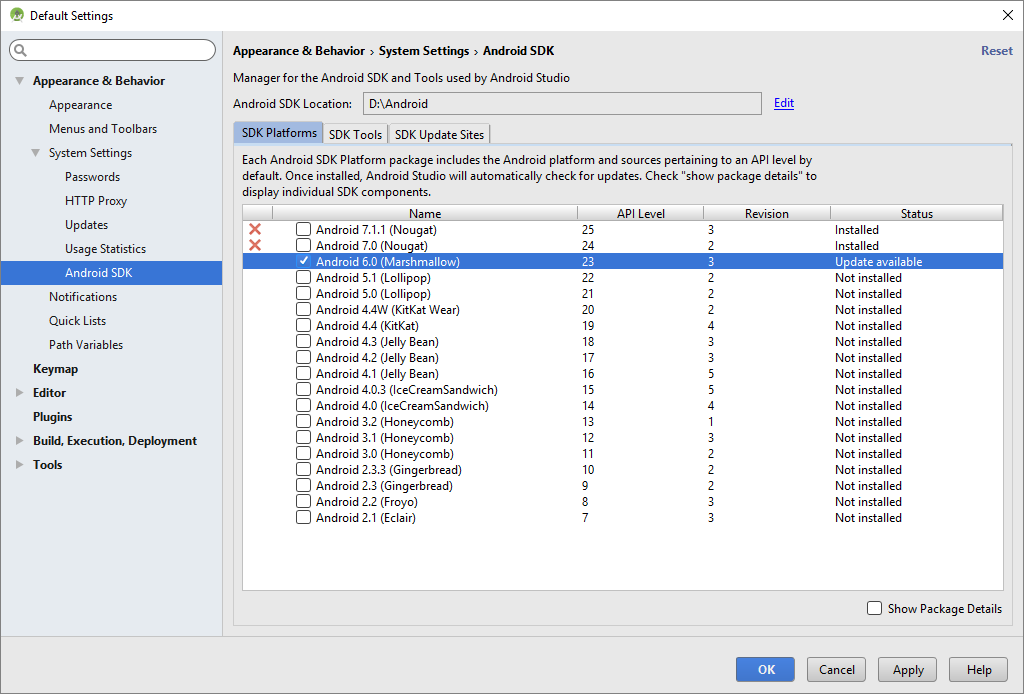 Default Settings
Appearance & Behavior
Appearance
Menus and Toolbars
System Settings
Passwords
HTTP Proxy
Updates
Usage Statistics
Android SDK
Notifications
Quick Lists
Path Variables
Keymap
Editor
Plugins
Build, Execution, Deployment
Tools
Appearance & Behavior › System Settings › Android SDK
Reset
Manager for the Android SDK and Tools used by Android Studio
Android SDK Location: D:\Android Edit
SDK Platforms SDK Tools SDK Update Sites
Each Android SDK Platform package includes the Android platform and sources pertaining to an API level by
default. Once installed, Android Studio will automatically check for updates. Check "show package details" to
display individual SDK components.
Name API Level Revision Status
Android 7.1.1 (Nougat) 25 3 Installed
Android 7.0 (Nougat) 24 2 Installed
Android 6.0 (Marshmallow) 23 3 Update available
Android 5.1 (Lollipop) 22 2 Not installed
Android 5.0 (Lollipop) 21 2 Not installed
Android 4.4W (KitKat Wear) 20 2 Not installed
Android 4.4 (KitKat) 19 4 Not installed
Android 4.3 (Jelly Bean) 18 3 Not installed
Android 4.2 (Jelly Bean) 17 3 Not installed
Android 4.1 (Jelly Bean) 16 5 Not installed
Android 4.0.3 (IceCreamSandwich) 15 5 Not installed
Android 4.0 (IceCreamSandwich) 14 4 Not installed
Android 3.2 (Honeycomb) 13 1 Not installed
Android 3.1 (Honeycomb) 12 3 Not installed
Android 3.0 (Honeycomb) 11 2 Not installed
Android 2.3.3 (Gingerbread) 10 2 Not installed
Android 2.3 (Gingerbread) 9 2 Not installed
Android 2.2 (Froyo) 8 3 Not installed
Android 2.1 (Eclair) 7 3 Not installed
Show Package Details
OK Cancel Apply Help